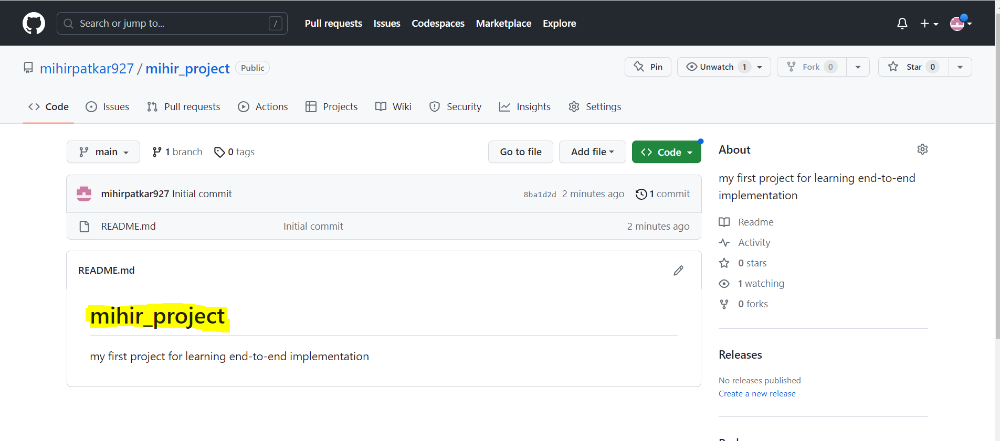 Search or jump to... /
Pull requests Issues Codespaces Marketplace Explore
mihirpatkar927 / mihir_project Public
Pin Unwatch 1 Fork 0 Star 0
Code Issues Pull requests Actions Projects Wiki Security Insights Settings
main 1 branch 0 tags Go to file Add file Code
mihirpatkar927 Initial commit 8ba1d2d 2 minutes ago 1 commit
README.md Initial commit 2 minutes ago
README.md
mihir_project
my first project for learning end-to-end implementation
About
my first project for learning end-to-end
implementation
Readme
Activity
0 stars
1 watching
0 forks
Releases
No releases published
Create a new release